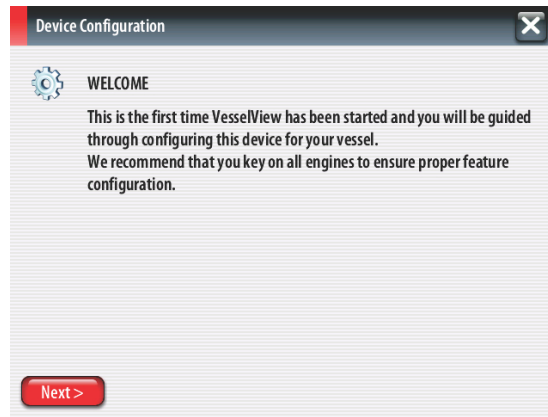 Device Configuration
WELCOME
This is the first time VesselView has been started and you will be guided
through configuring this device for your vessel.
We recommend that you key on all engines to ensure proper feature
configuration.
Next >